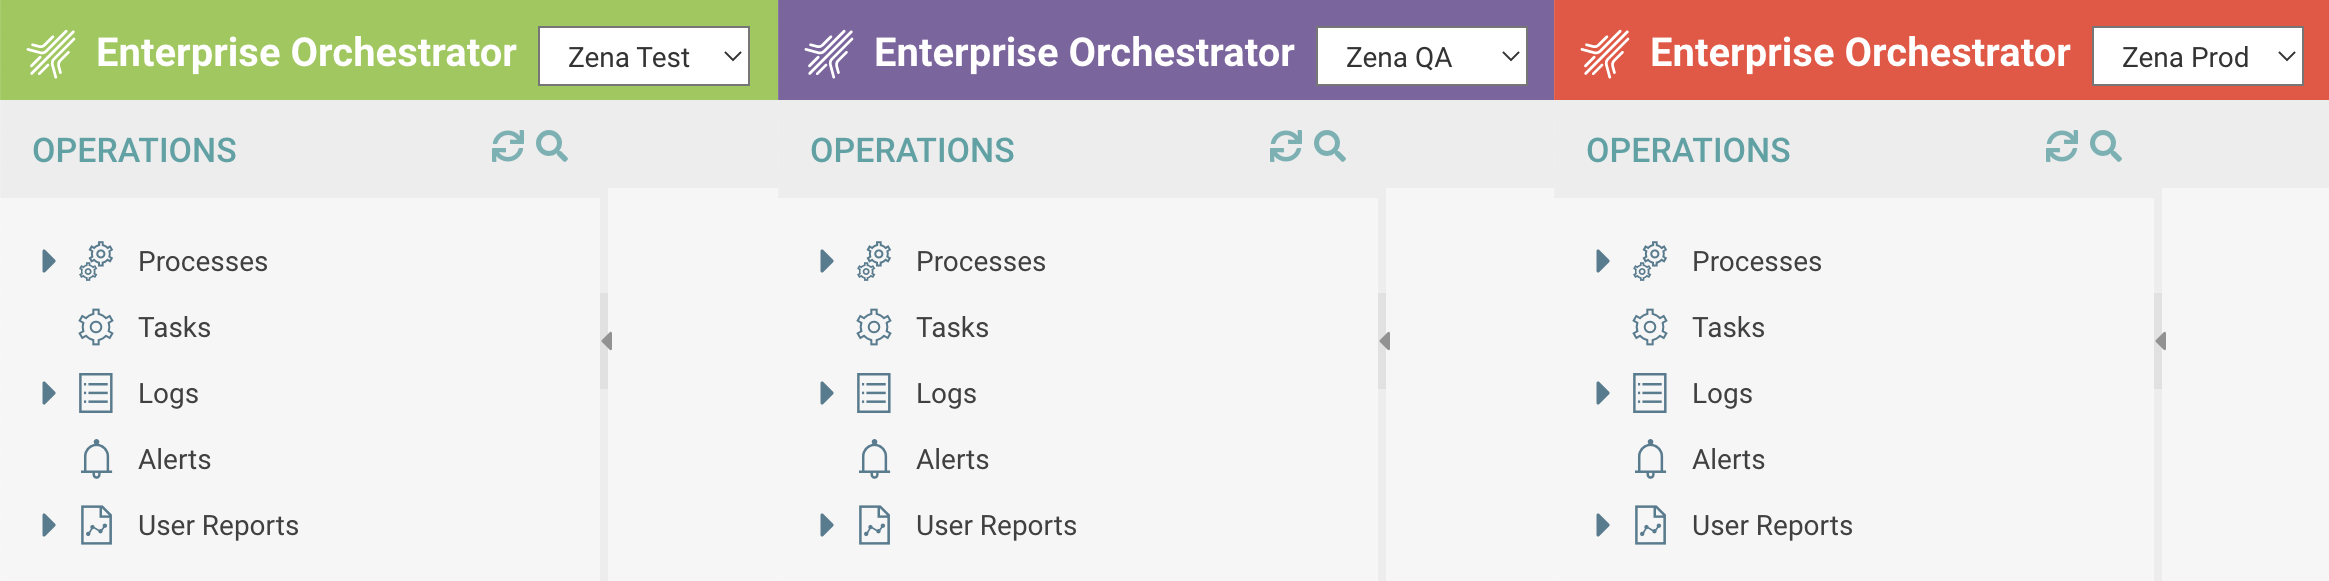 Enterprise Orchestrator Zena Test
OPERATIONS
Processes
Tasks
Logs
Alerts
User Reports
Enterprise Orchestrator Zena QA
OPERATIONS
Processes
Tasks
Logs
Alerts
User Reports
Enterprise Orchestrator Zena Prod
OPERATIONS
Processes
Tasks
Logs
Alerts
User Reports